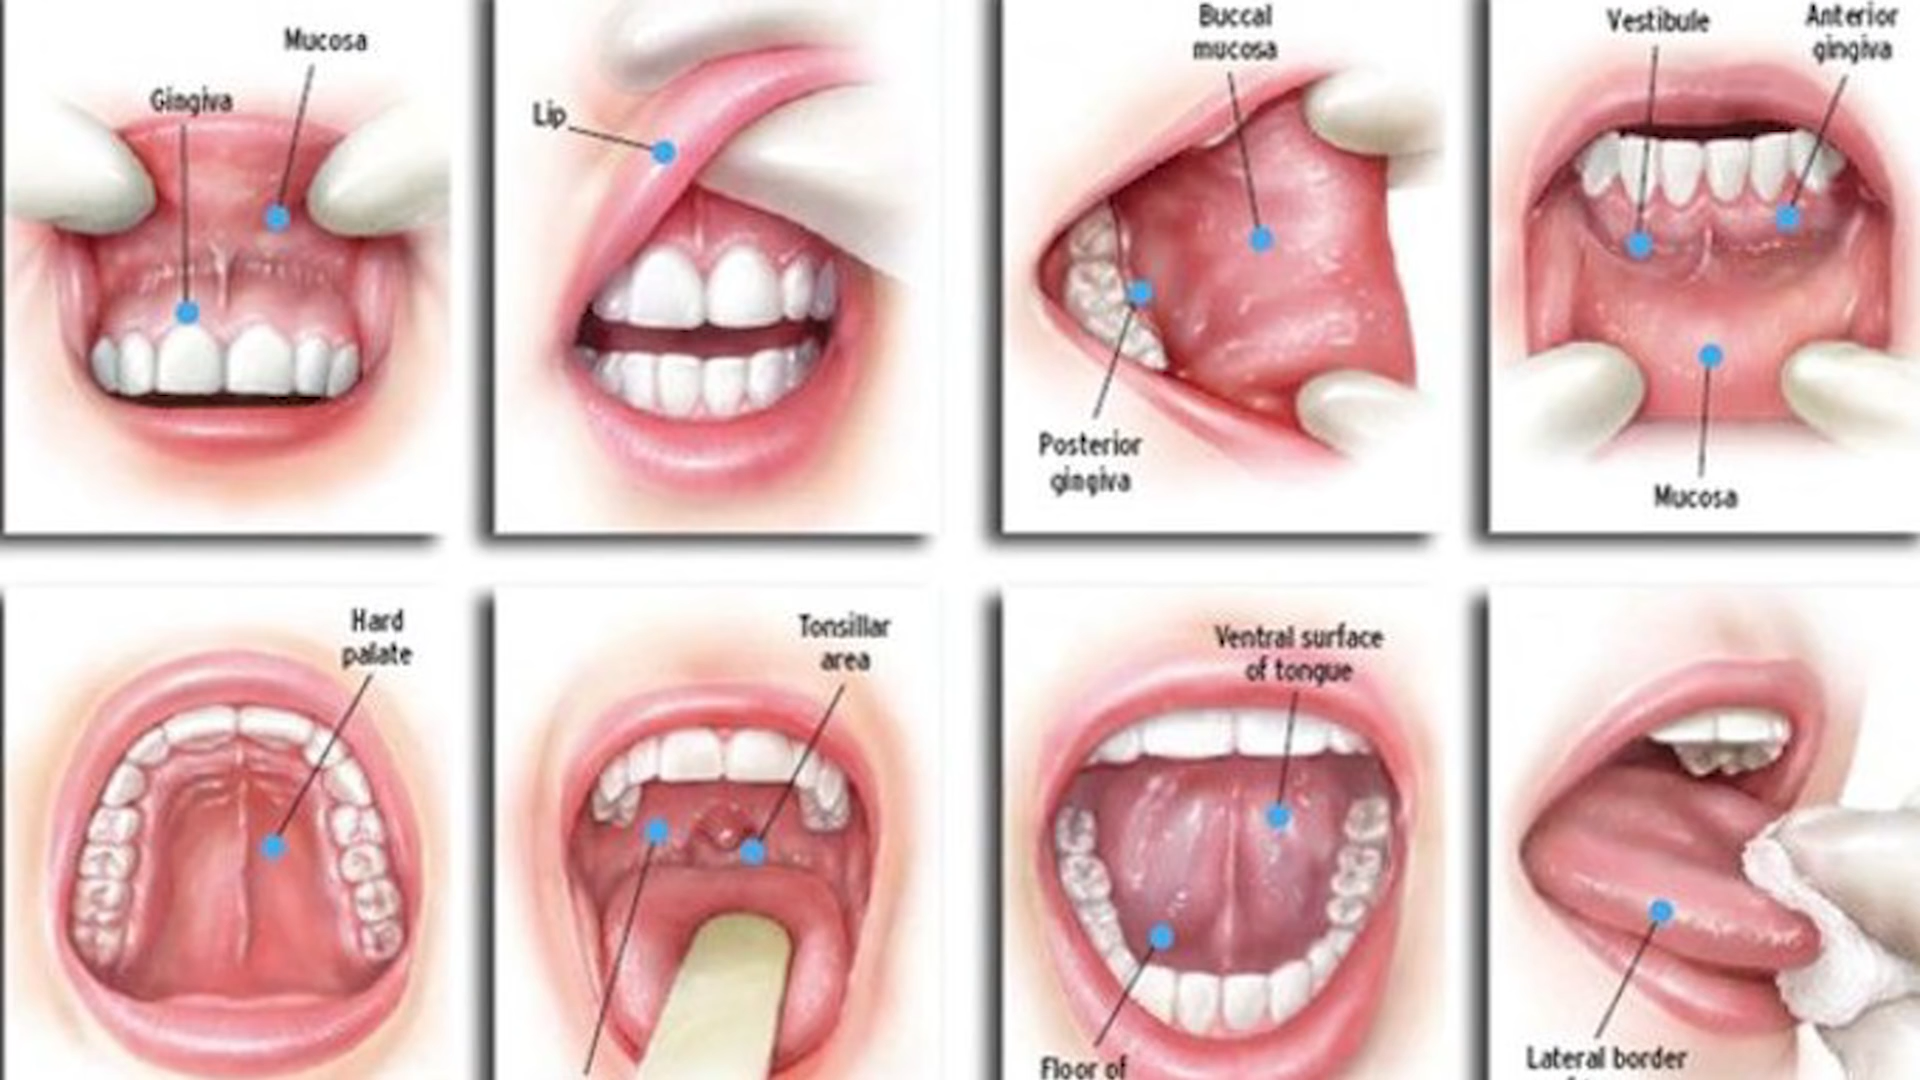 Mucosa
Gingiva
Lip
Buccal
mucosa
Posterior
gingiva
Vestibule
Anterior
gingiva
Mucosa
Hard
palate
Tonsillar
area
Ventral surface
of tongue
Floor of
Lateral border